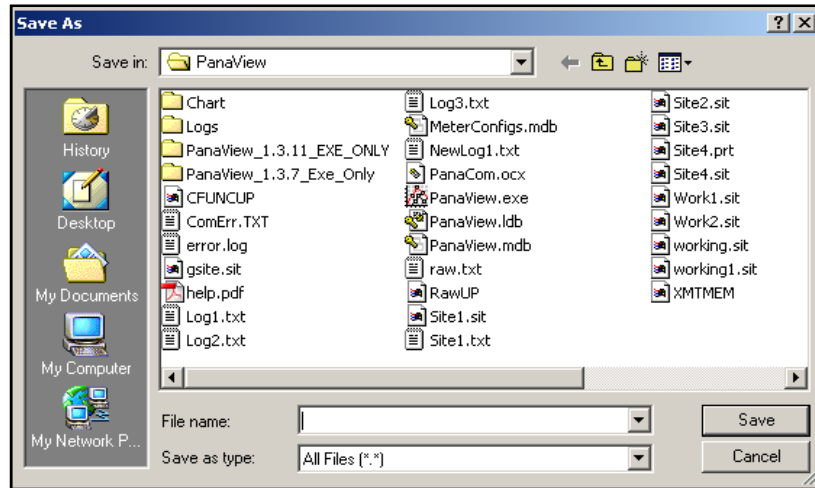 Save As
Save in: PanaView
History
Desktop
My Documents
My Computer
My Network P...
Chart
Logs
PanaView_1.3.11_EXE_ONLY
PanaView_1.3.7_Exe_Only
CFUNCUP
ComErr.TXT
error.log
gsite.sit
help.pdf
Log1.txt
Log2.txt
Log3.txt
MeterConfigs.mdb
NewLog1.txt
PanaCom.ocx
PanaView.exe
PanaView.ldb
PanaView.mdb
raw.txt
RawUP
Site1.sit
Site1.txt
Site2.sit
Site3.sit
Site4.prt
Site4.sit
Work1.sit
Work2.sit
working.sit
working1.sit
XMTMEM
File name:
Save
Save as type: All Files (*.*)
Cancel